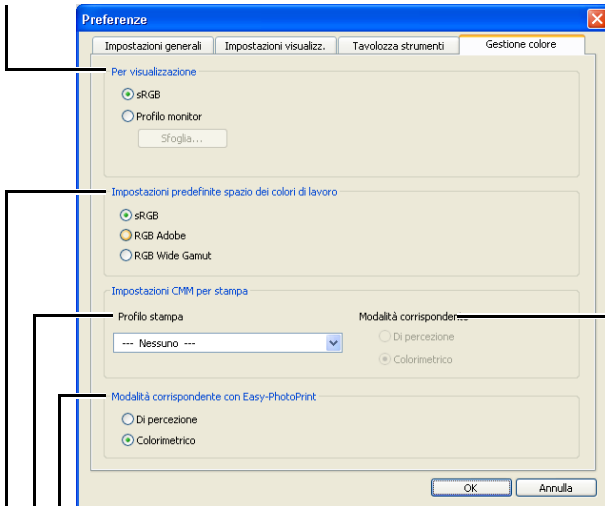 Preferenze
Impostazioni generali
Impostazioni visualizz.
Tavolozza strumenti
Gestione colore
Per visualizzazione
sRGB
Profilo monitor
Sfoglia...
Impostazioni predefinite spazio dei colori di lavoro
sRGB
RGB Adobe
RGB Wide Gamut
Impostazioni CMM per stampa
Profilo stampa
Modalità corrispondente
--- Nessuno ---
Di percezione
Colorimetrico
Modalità corrispondente con Easy-PhotoPrint
Di percezione
Colorimetrico
OK
Annulla